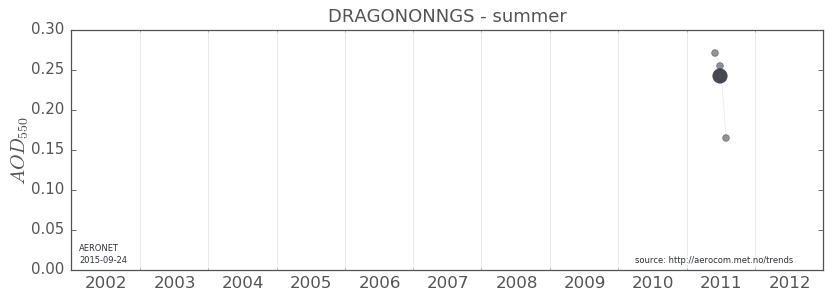 DRAGONONNGS - summer
0.30
0.25
0.20
0.15
0.10
0.05
0.00
AOD550
AERONET
2015-09-24
source: http://aerocom.met.no/trends
2002 2003 2004 2005 2006 2007 2008 2009 2010 2011 2012